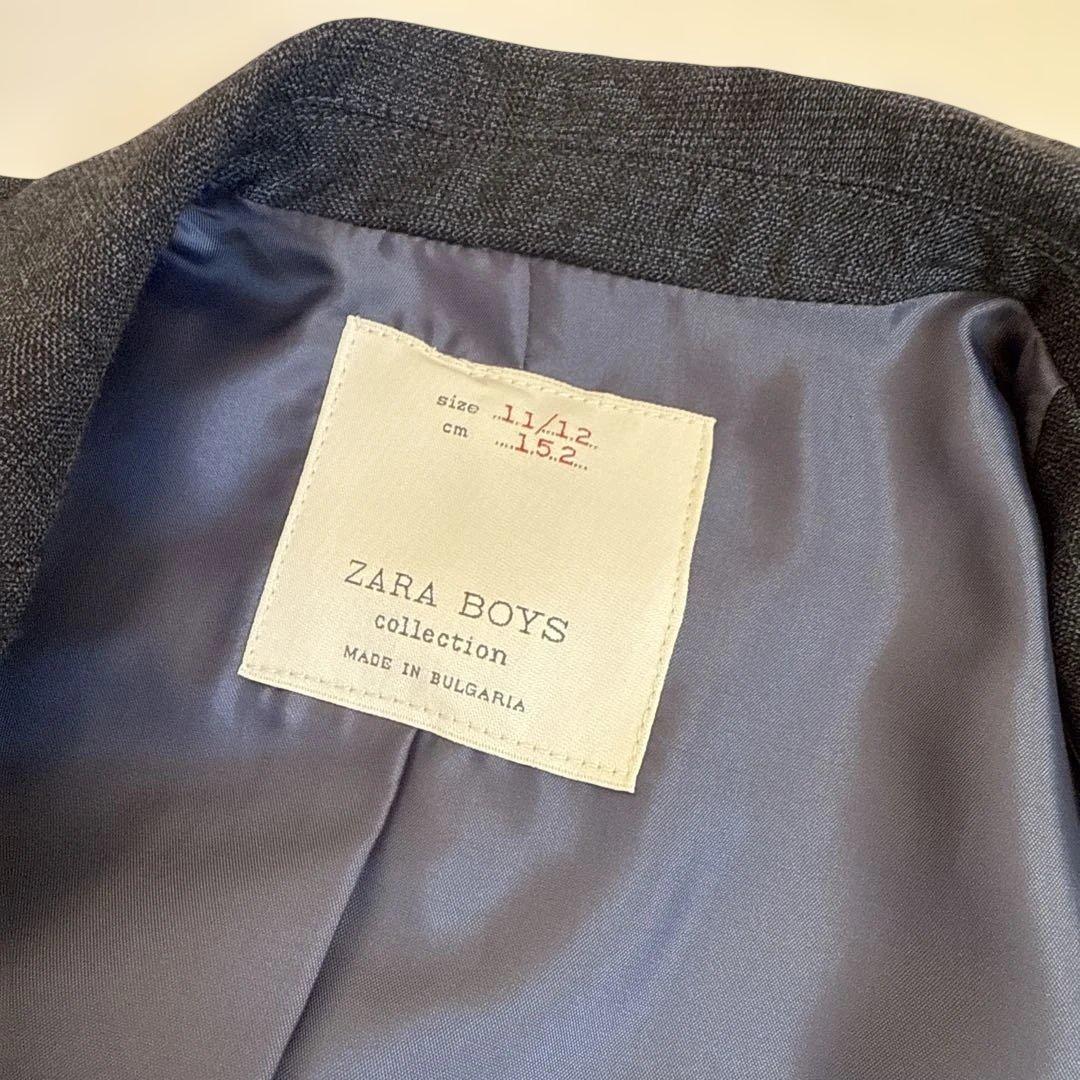 size ..11/12..
cm ....152...
ZARA BOYS
collection
MADE IN BULGARIA